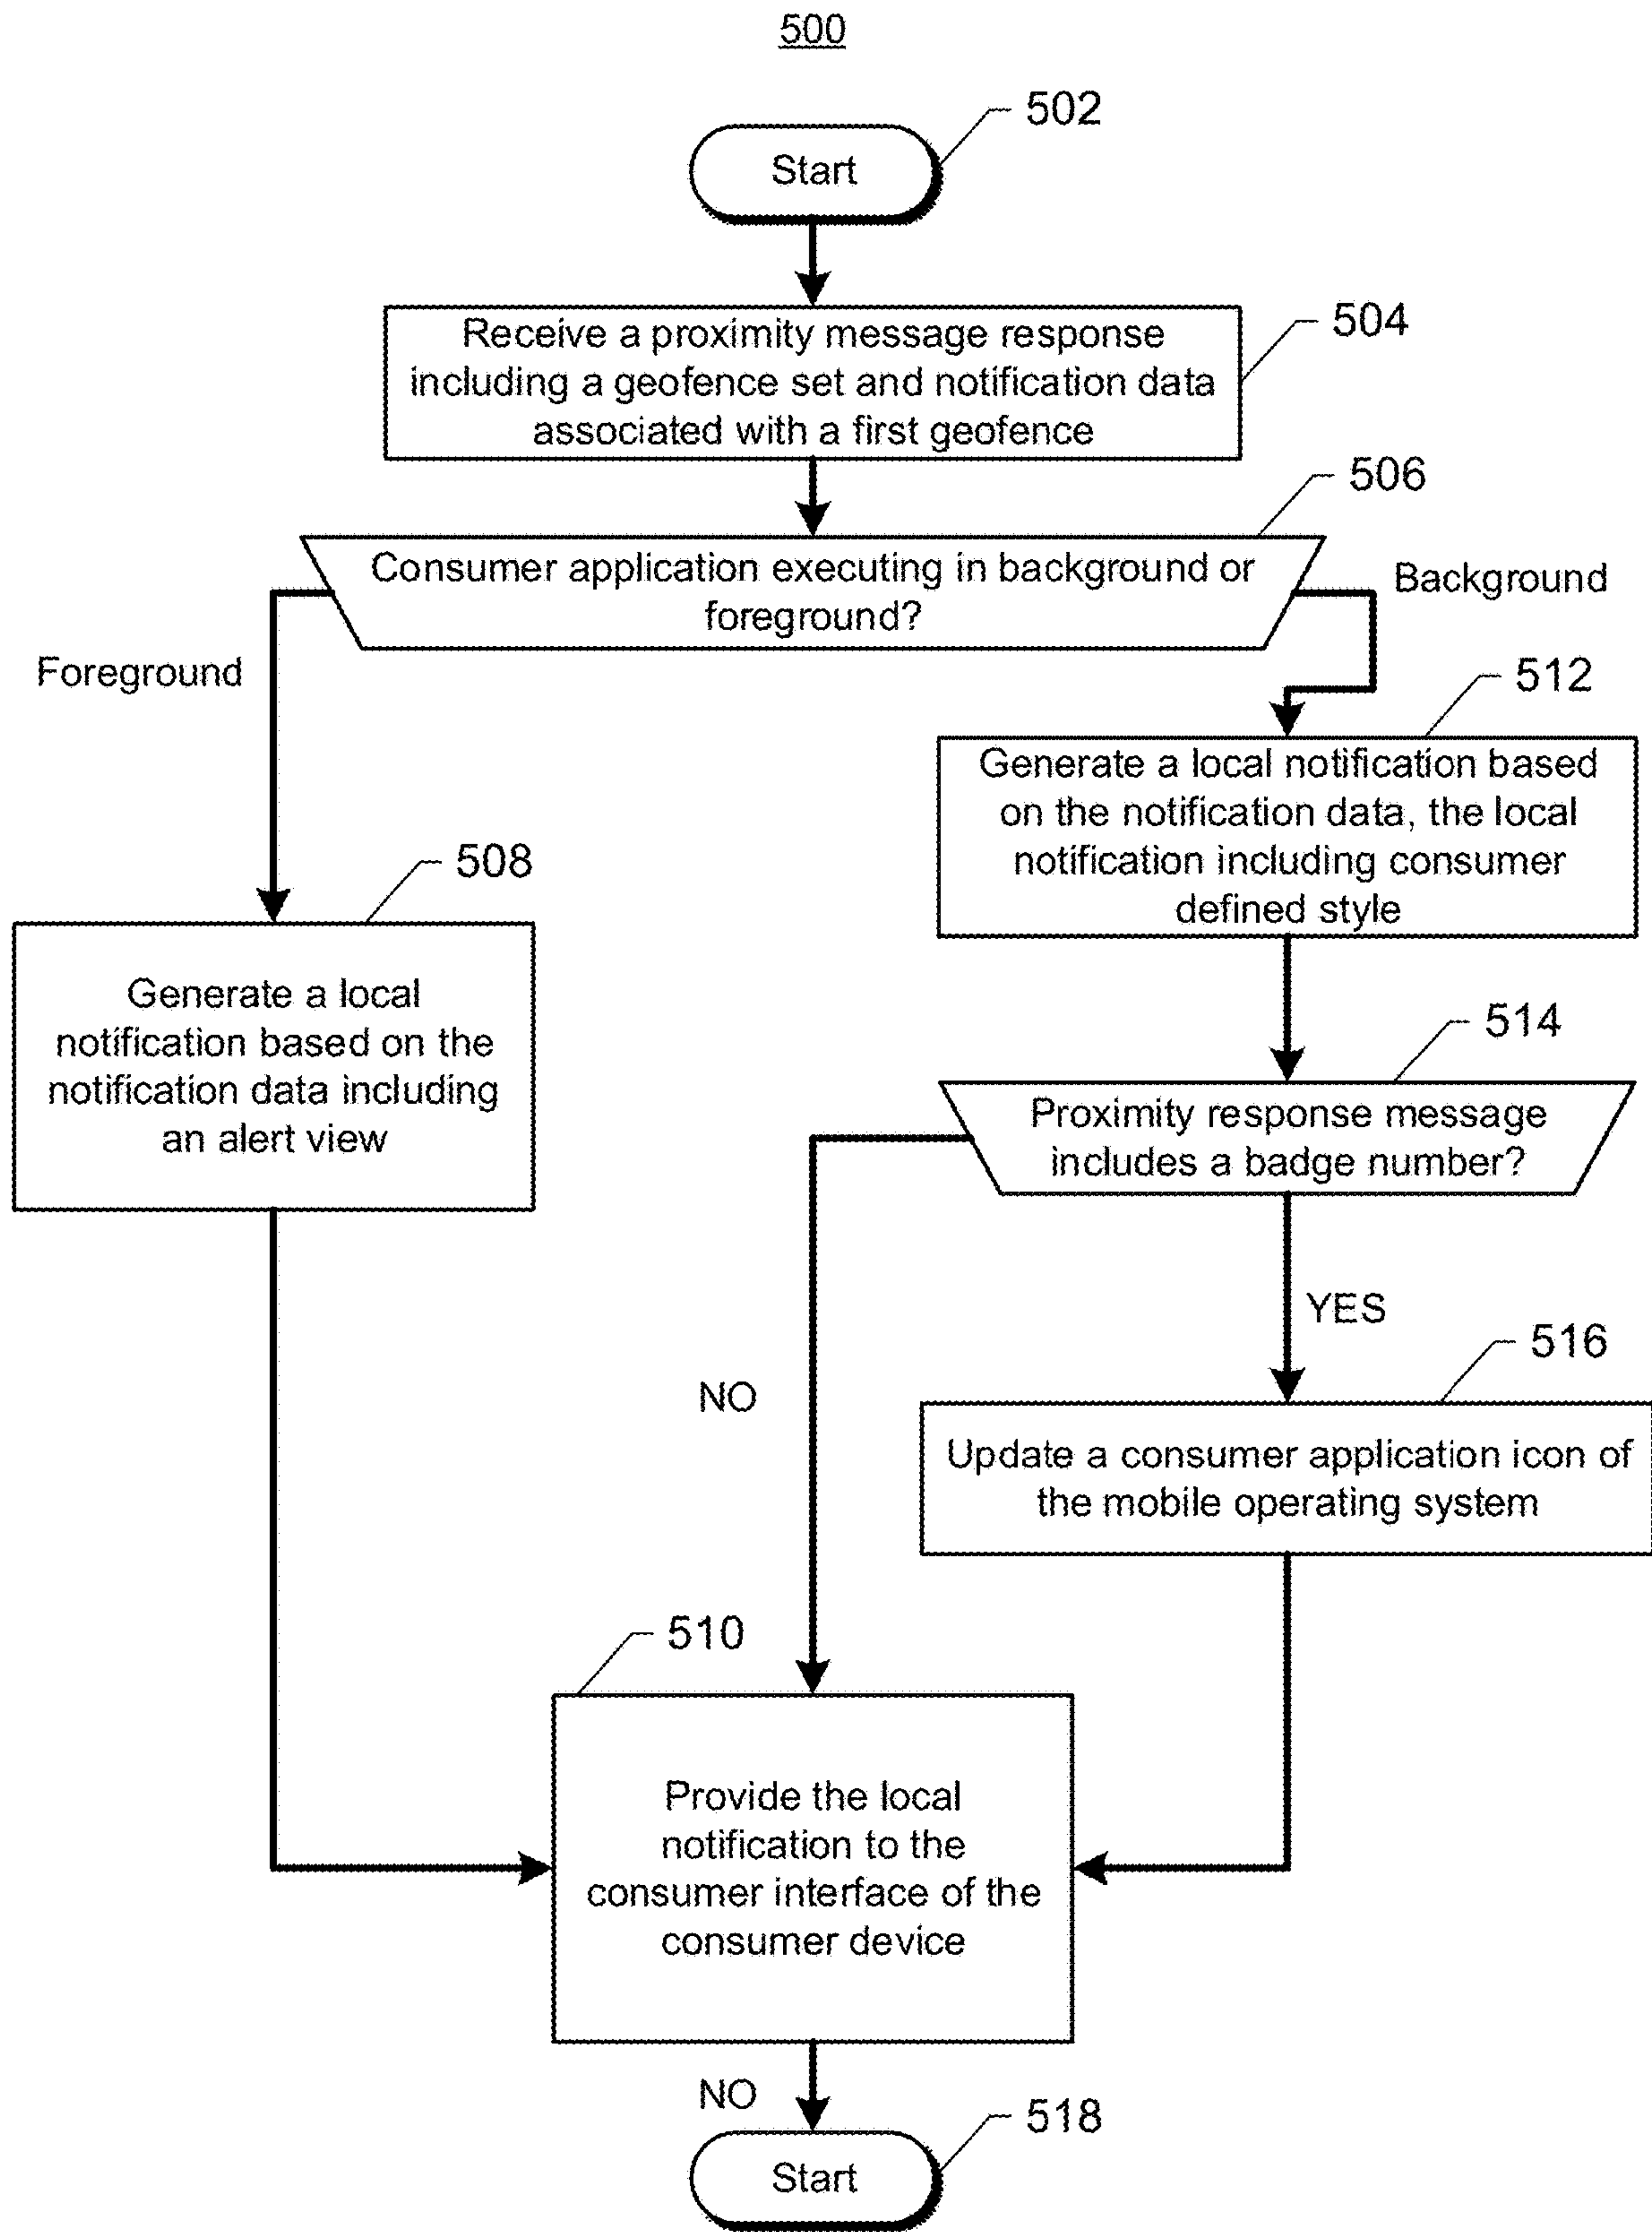 500
502
Start
504
Receive a proximity message response
including a geofence set and notification data
associated with a first geofence
506
Consumer application executing in background or
foreground?
Background
Foreground
512
Generate a local notification based
on the notification data, the local
notification including consumer
defined style
508
Generate a local
notification based on the
notification data including
an alert view
514
Proximity response message
includes a badge number?
YES
516
NO
Update a consumer application icon of
the mobile operating system
510
Provide the local
notification to the
consumer interface of the
consumer device
NO
518
Start